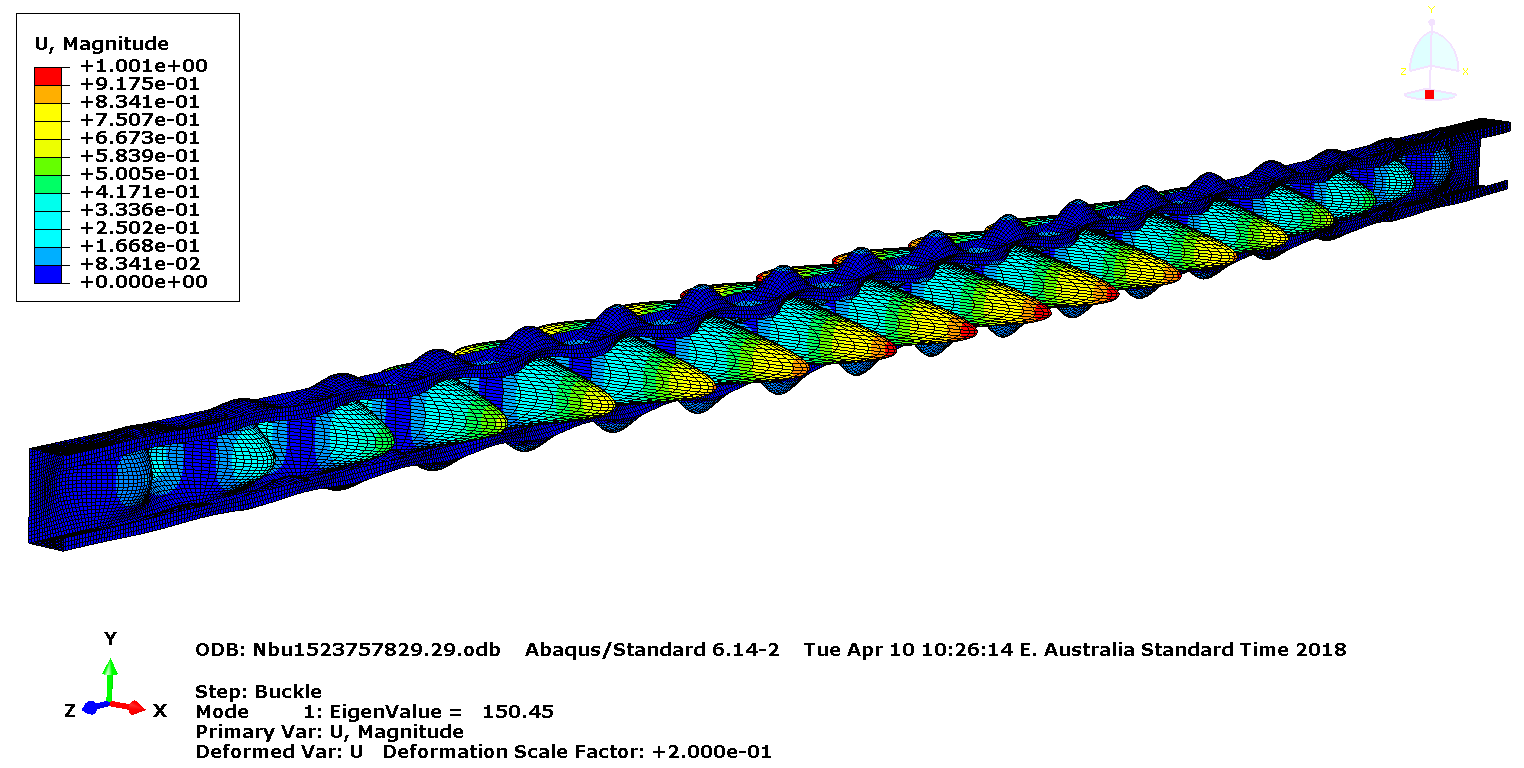 U, Magnitude
+1.001e+00
+9.175e-01
+8.341e-01
+7.507e-01
+6.673e-01
+5.839e-01
+5.005e-01
+4.171e-01
+3.336e-01
+2.502e-01
+1.668e-01
+8.341e-02
+0.000e+00
Y
Z X
Y
Z X
ODB: Nbu1523757829.29.odb Abaqus/Standard 6.14-2 Tue Apr 10 10:26:14 E. Australia Standard Time 2018
Step: Buckle
Mode 1: EigenValue = 150.45
Primary Var: U, Magnitude
Deformed Var: U Deformation Scale Factor: +2.000e-01